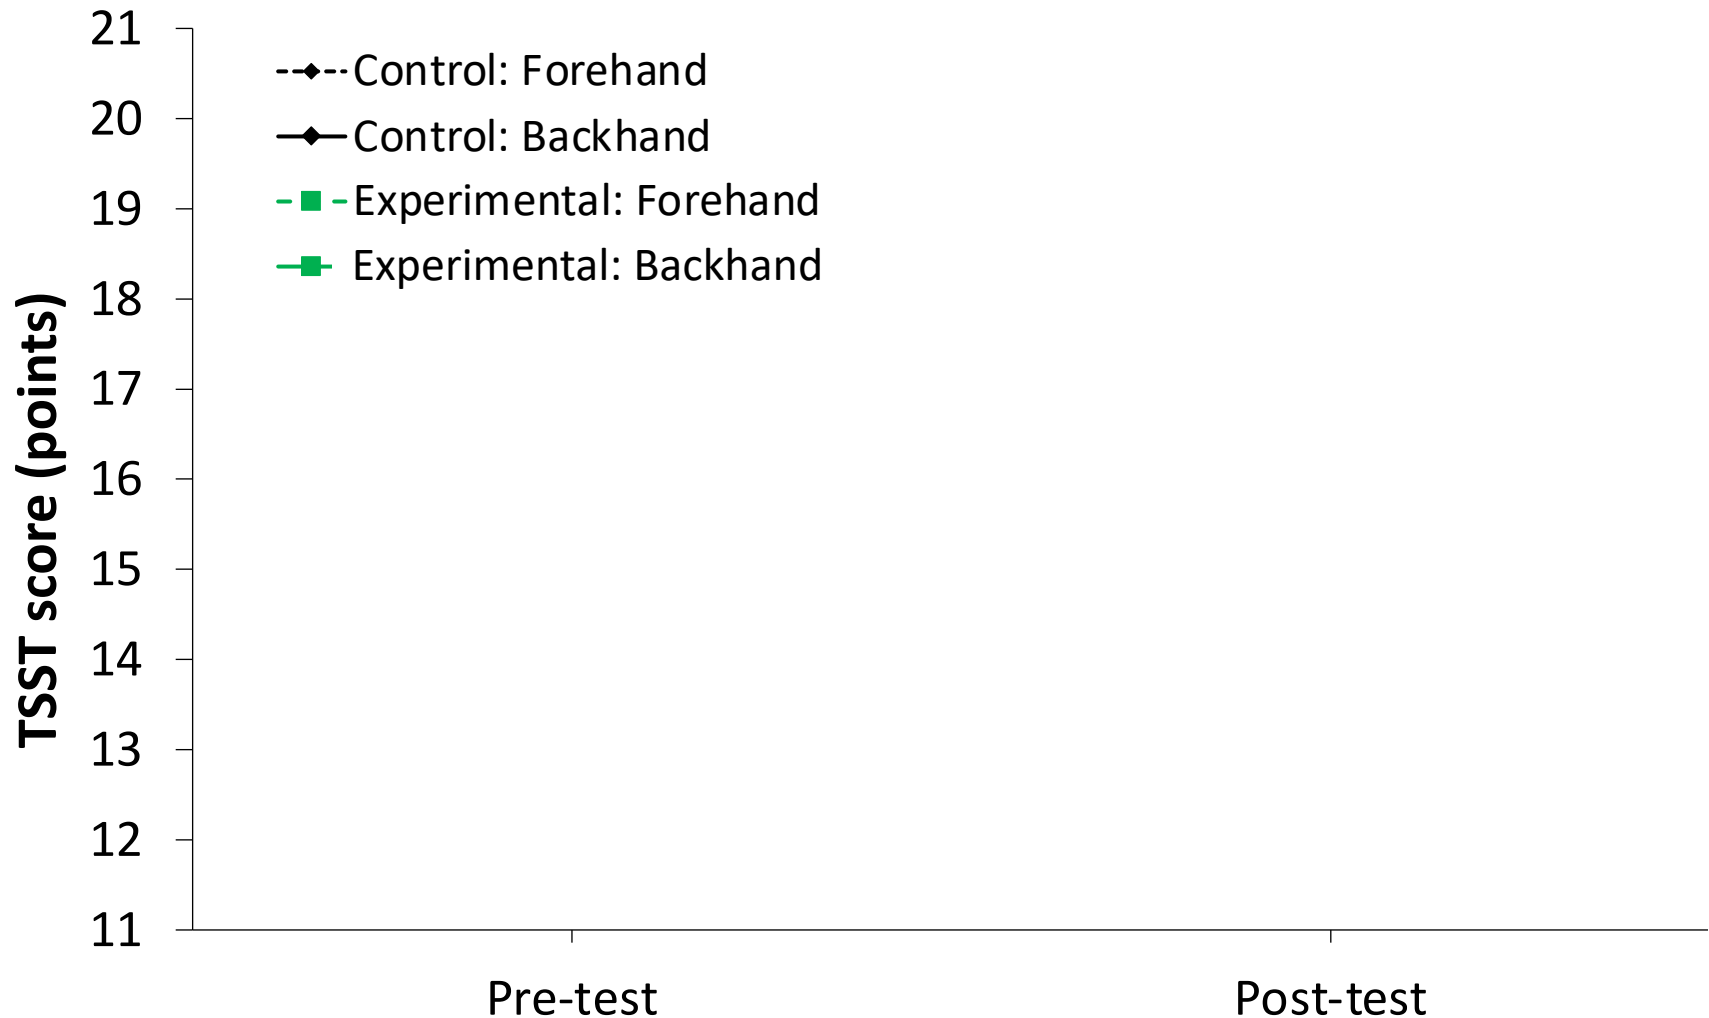 21
20
19
18
17
16
15
14
13
12
11
TSST score (points)
Control: Forehand
Control: Backhand
Experimental: Forehand
Experimental: Backhand
Pre-test
Post-test